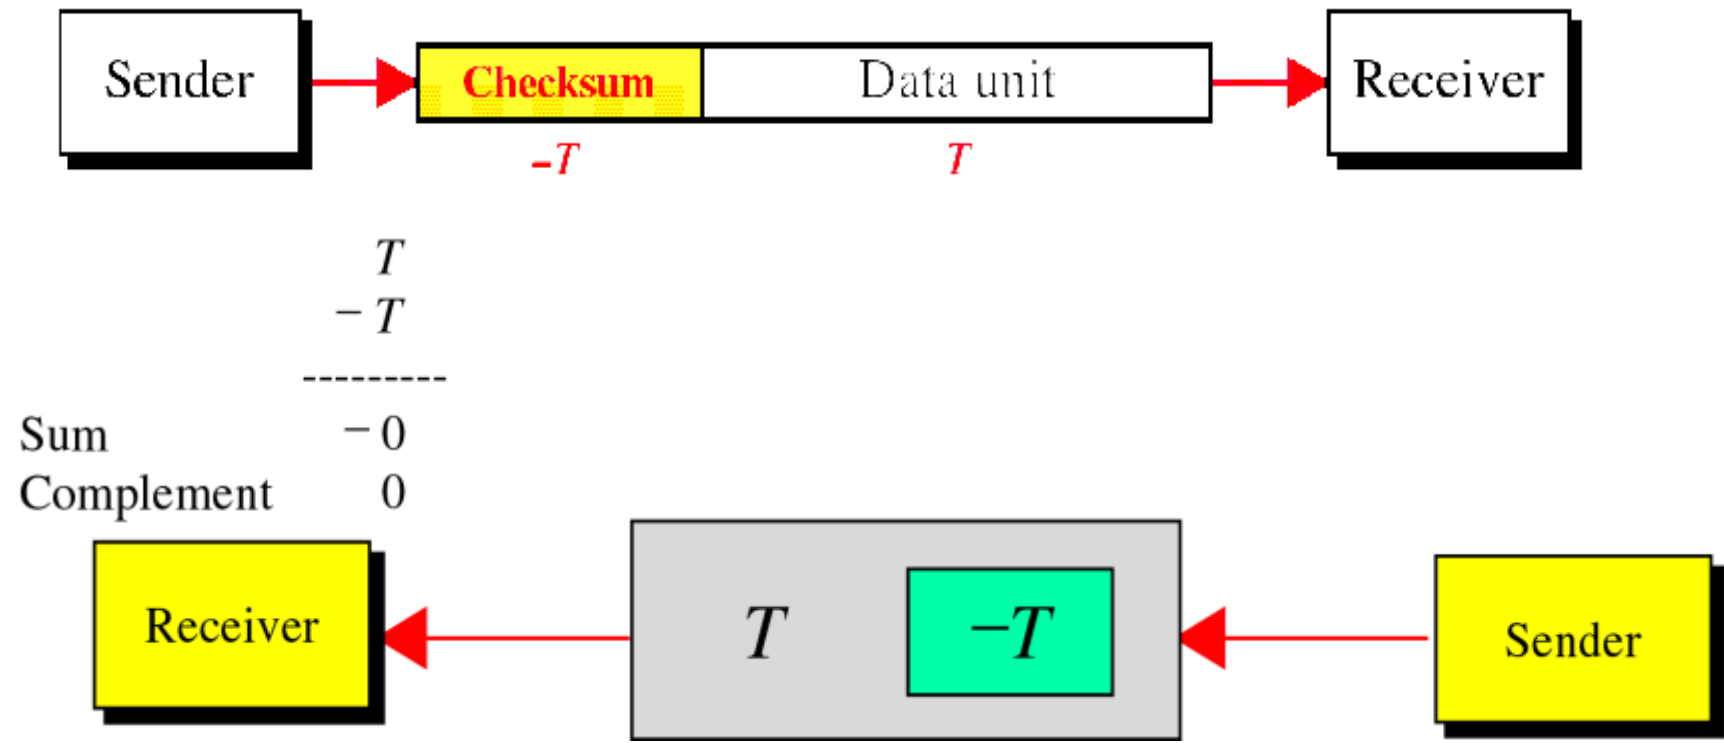 Sender Checksum Data unit Receiver
–T T
T
– T
---------
Sum – 0
Complement 0
Receiver T –T Sender